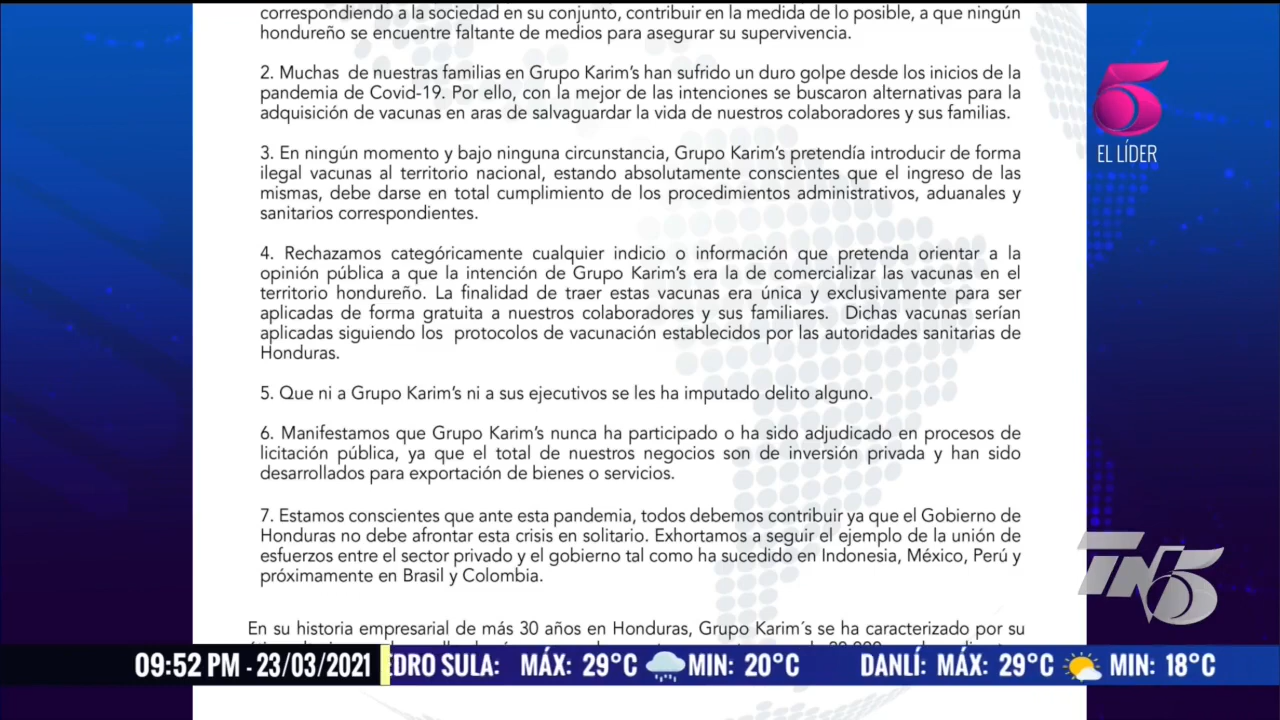 correspondiendo a la sociedad en su conjunto, contribuir en la medida de lo posible, a que ningún
hondureño se encuentre faltante de medios para asegurar su supervivencia.
2. Muchas de nuestras familias en Grupo Karim's han sufrido un duro golpe desde los inicios de la
pandemia de Covid-19. Por ello, con la mejor de las intenciones se buscaron alternativas para la
adquisición de vacunas en aras de salvaguardar la vida de nuestros colaboradores y sus familias.
3. En ningún momento y bajo ninguna circunstancia, Grupo Karim's pretendía introducir de forma
ilegal vacunas al territorio nacional, estando absolutamente conscientes que el ingreso de las
mismas, debe darse en total cumplimiento de los procedimientos administrativos, aduanales y
sanitarios correspondientes.
4. Rechazamos categóricamente cualquier indicio o información que pretenda orientar a la
opinión pública a que la intención de Grupo Karim's era la de comercializar las vacunas en el
territorio hondureño. La finalidad de traer estas vacunas era única y exclusivamente para ser
aplicadas de forma gratuita a nuestros colaboradores y sus familiares. Dichas vacunas serían
aplicadas siguiendo los protocolos de vacunación establecidos por las autoridades sanitarias de
Honduras.
5. Que ni a Grupo Karim's ni a sus ejecutivos se les ha imputado delito alguno.
6. Manifestamos que Grupo Karim's nunca ha participado o ha sido adjudicado en procesos de
licitación pública, ya que el total de nuestros negocios son de inversión privada y han sido
desarrollados para exportación de bienes o servicios.
7. Estamos conscientes que ante esta pandemia, todos debemos contribuir ya que el Gobierno de
Honduras no debe afrontar esta crisis en solitario. Exhortamos a seguir el ejemplo de la unión de
esfuerzos entre el sector privado y el gobierno tal como ha sucedido en Indonesia, México, Perú y
próximamente en Brasil y Colombia.
En su historia empresarial de más 30 años en Honduras, Grupo Karim´s se ha caracterizado por su
5
EL LÍDER
TN5
09:52 PM - 23/03/2021 EDRO SULA: MÁX: 29°C MIN: 20°C DANLÍ: MÁX: 29°C MIN: 18°C